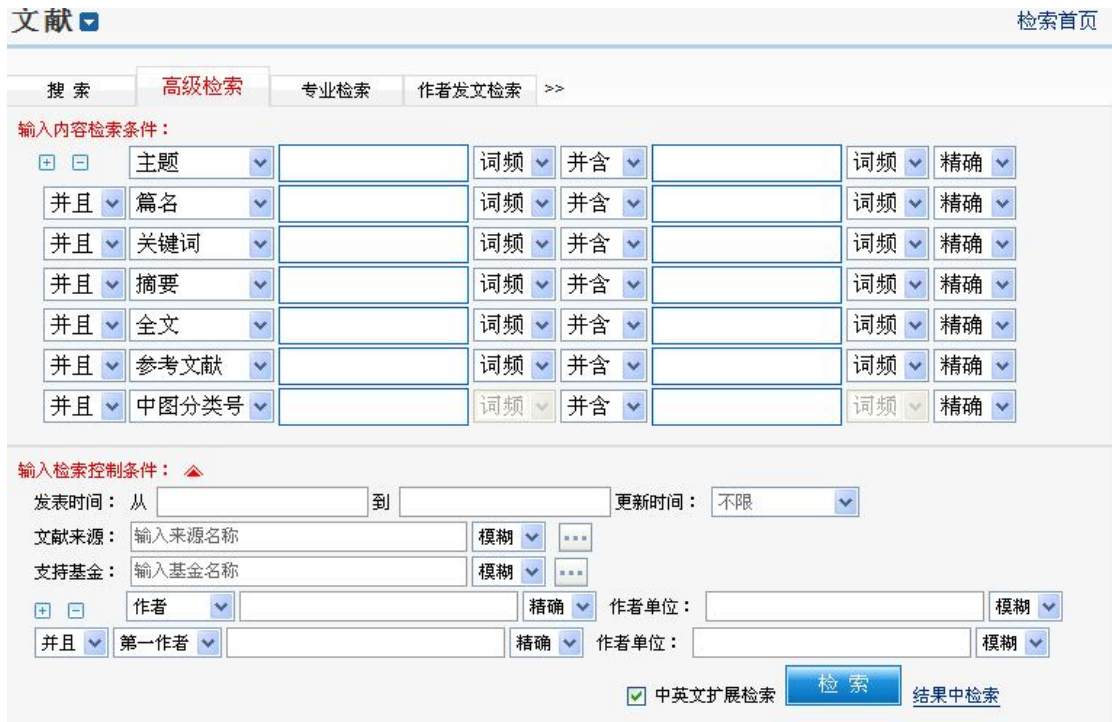 文献 检索首页
搜 索 高级检索 专业检索 作者发文检索 >>
输入内容检索条件：
主题 词频 并含 词频 精确
并且 篇名 词频 并含 词频 精确
并且 关键词 词频 并含 词频 精确
并且 摘要 词频 并含 词频 精确
并且 全文 词频 并含 词频 精确
并且 参考文献 词频 并含 词频 精确
并且 中图分类号 词频 并含 词频 精确
输入检索控制条件：
发表时间： 从 到 更新时间： 不限
文献来源： 输入来源名称 模糊 ...
支持基金： 输入基金名称 模糊 ...
作者 精确 作者单位： 模糊
并且 第一作者 精确 作者单位： 模糊
中英文扩展检索 检 索 结果中检索